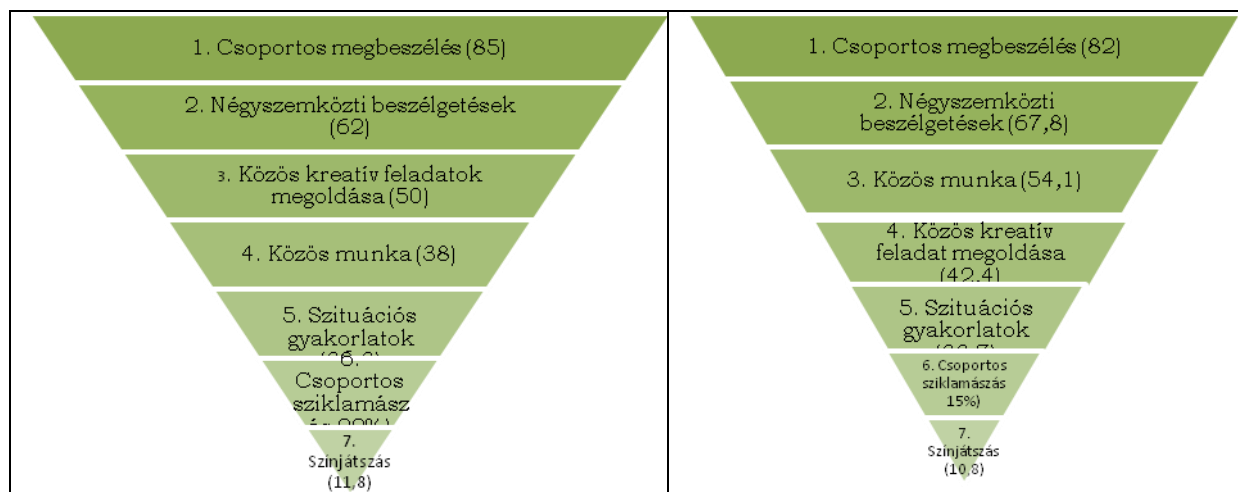 1. Csoportos megbeszélés (85)
2. Négyszemközti beszélgetések
(62)
3. Közös kreatív feladatok
megoldása (50)
4. Közös munka (38)
5. Szituációs
gyakorlatok
6.
Csoportos
sziklamász
7.
Színjátszás
(11,8)
1. Csoportos megbeszélés (82)
2. Négyszemközti
beszélgetések (67,8)
3. Közös munka (54,1)
4. Közös kreatív
feladat megoldása
(42,4)
5. Szituációs
gyakorlatok
6. Csoportos
sziklamászás
15%)
7.
Színjátszás
(10,8)